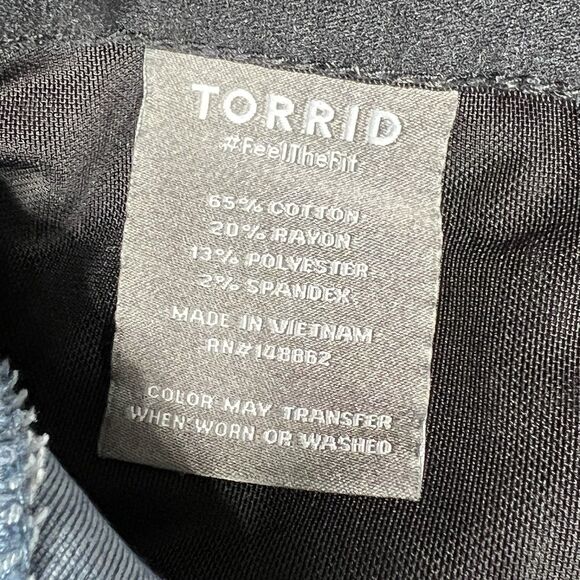 TORRID
#FeelTheFit
65% COTTON
20% RAYON
13% POLYESTER
2% SPANDEX
MADE IN VIETNAM
RN# 148862
COLOR MAY TRANSFER
WHEN WORN OR WASHED